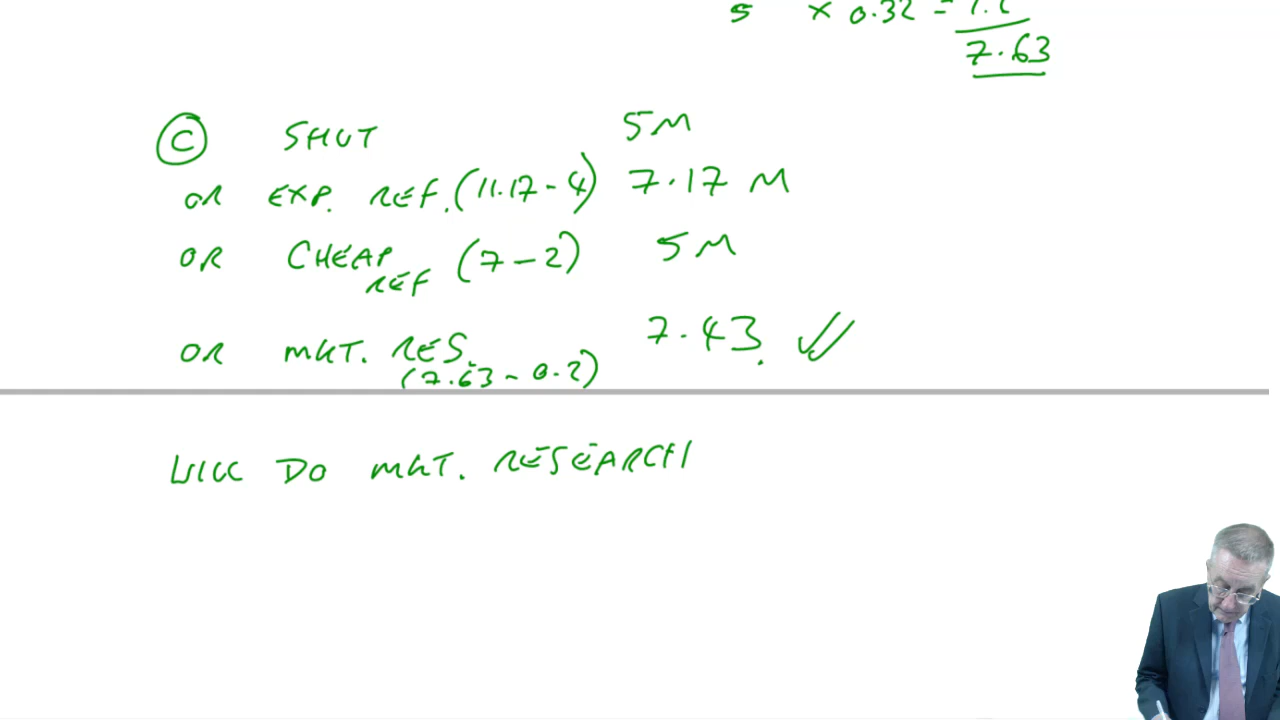 5 × 0.32 =
7.63
C SHUT 5M
OR EXP. REF. (11.17 - 4) 7.17 M
OR CHEAP REF (7 - 2) 5M
OR MKT. RES. (7.63 - 0.2) 7.43.
WILL DO MKT. RESEARCH